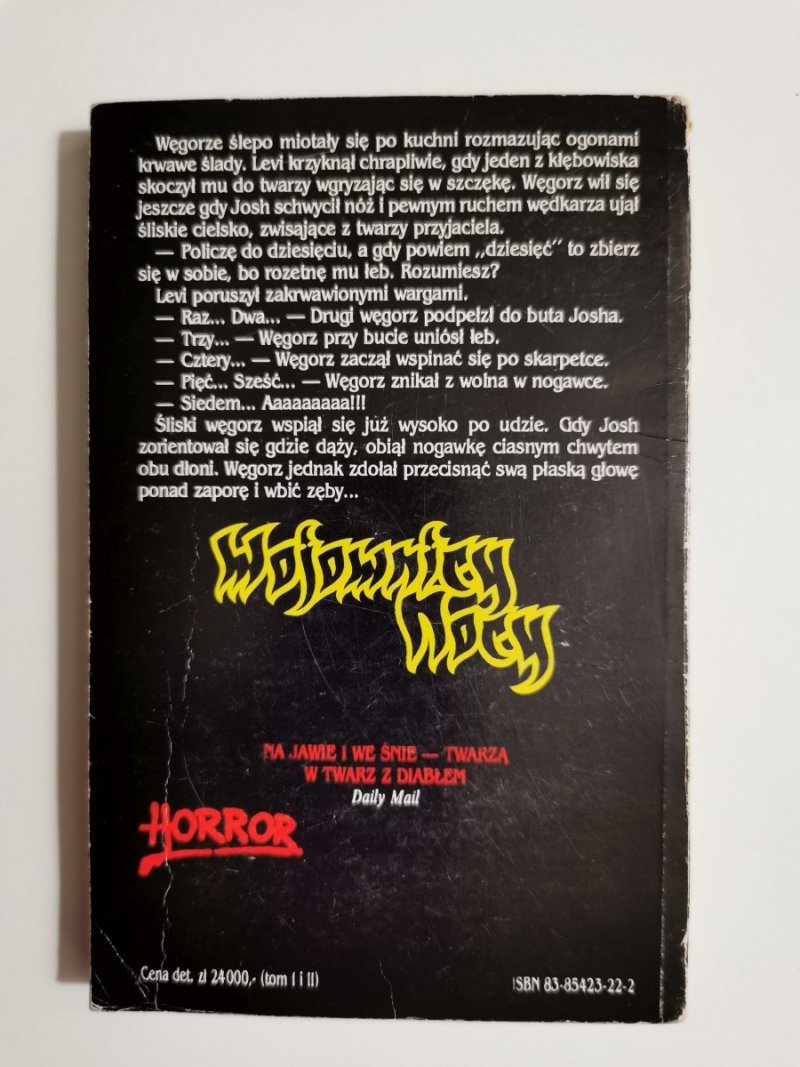 Węgorze ślepo miotały się po kuchni rozmazując ogonami
krwawe ślady. Levi krzyknął chrapliwie, gdy jeden z kłębowiska
skoczył mu do twarzy wgryzając się w szczękę. Węgorz wił się
jeszcze gdy Josh schwycił nóż i pewnym ruchem wędkarza ujął
śliskie cielsko, zwisające z twarzy przyjaciela.
— Policzę do dziesięciu, a gdy powiem „dziesięć" to zbierz
się w sobie, bo rozetnę mu łeb. Rozumiesz?
Levi poruszył zakrwawionymi wargami.
— Raz... Dwa... — Drugi węgorz podpełzł do buta Josha.
— Trzy... — Węgorz przy bucie uniósł łeb.
— Cztery... — Węgorz zaczął wspinać się po skarpetce.
— Pięć... Sześć... — Węgorz znikał z wolna w nogawce.
— Siedem... Aaaaaaaaa!!!
Śliski węgorz wspiął się już wysoko po udzie. Gdy Josh
zorientował się gdzie dąży, obiął nogawkę ciasnym chwytem
obu dłoni. Węgorz jednak zdołał przecisnąć swą płaską głowę
ponad zaporę i wbić zęby...
Wojownicy
Nocy
NA JAWIE I WE ŚNIE — TWARZĄ
W TWARZ Z DIABŁEM
Daily Mail
HORROR
Cena det. zł 24000,- (tom I i II)
ISBN 83-85423-22-2